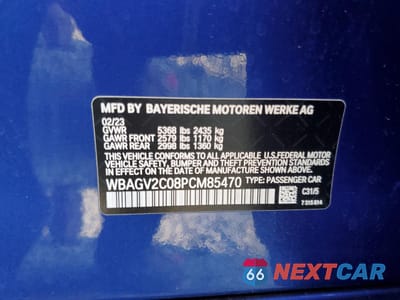 MFD BY BAYERISCHE MOTOREN WERKE AG
02/23
GVWR 5368 lbs 2435 kg
GAWR FRONT 2579 lbs 1170 kg
GAWR REAR 2998 lbs 1360 kg
THIS VEHICLE CONFORMS TO ALL APPLICABLE U.S.FEDERAL MOTOR
VEHICLE SAFETY, BUMPER AND THEFT PREVENTION STANDARDS
IN EFFECT ON THE DATE OF MANUFACTURE SHOWN ABOVE.
WBAGV2C08PCM85470 TYPE: PASSENGER CAR
C31/5
66 NEXTCAR